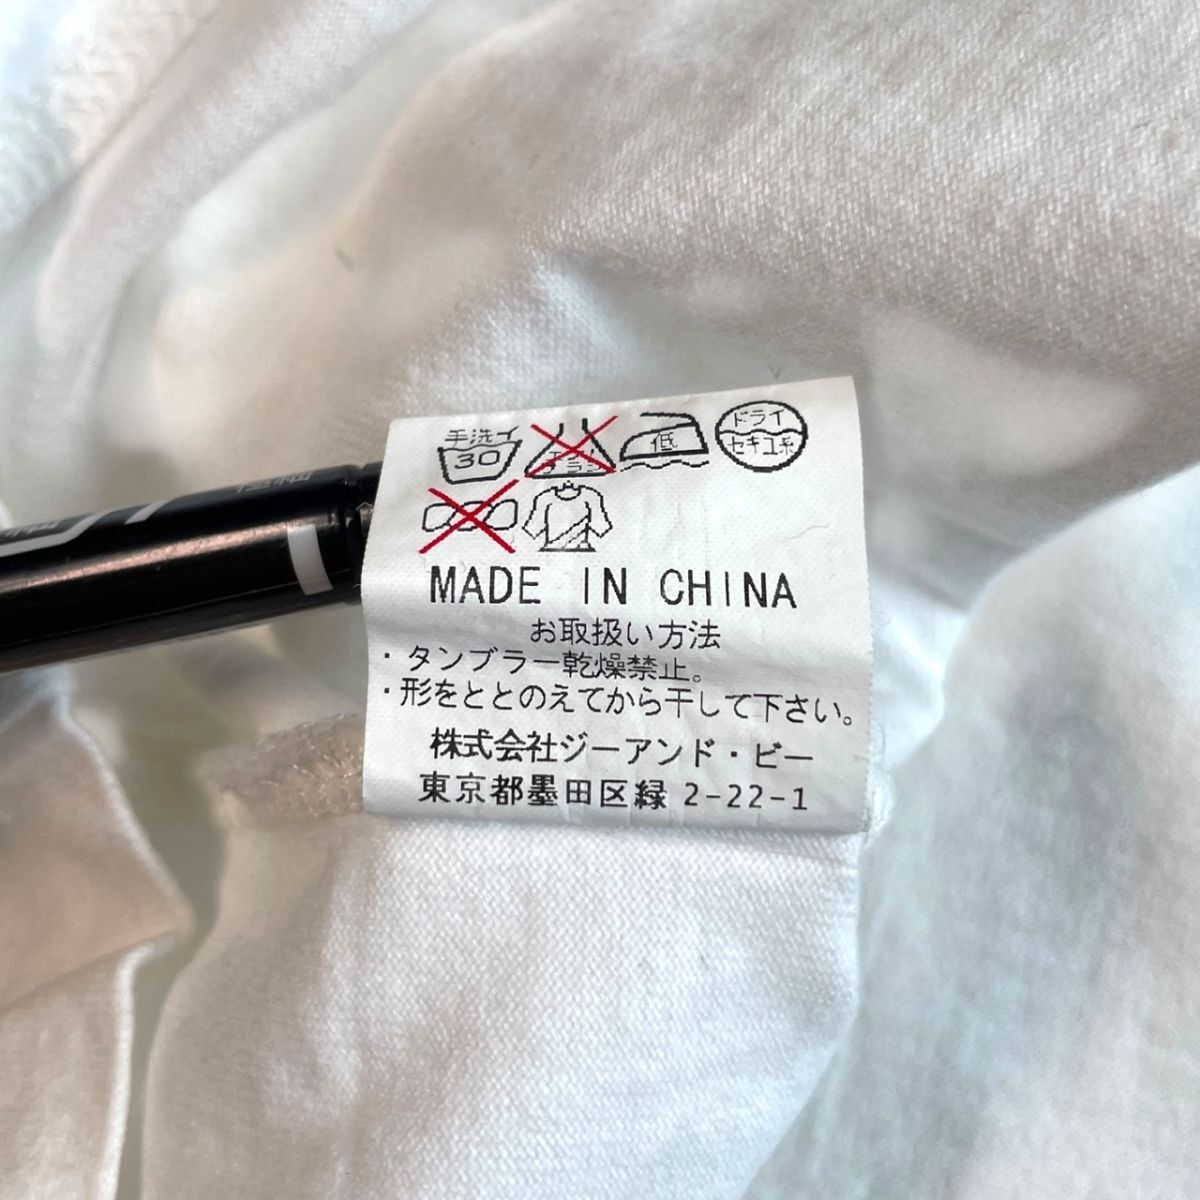 手洗イ ドライ
30 低 セキユ系
MADE IN CHINA
お取扱い方法
・タンブラー乾燥禁止。
・形をととのえてから干して下さい。
株式会社ジーアンド・ビー
東京都墨田区緑 2-22-1